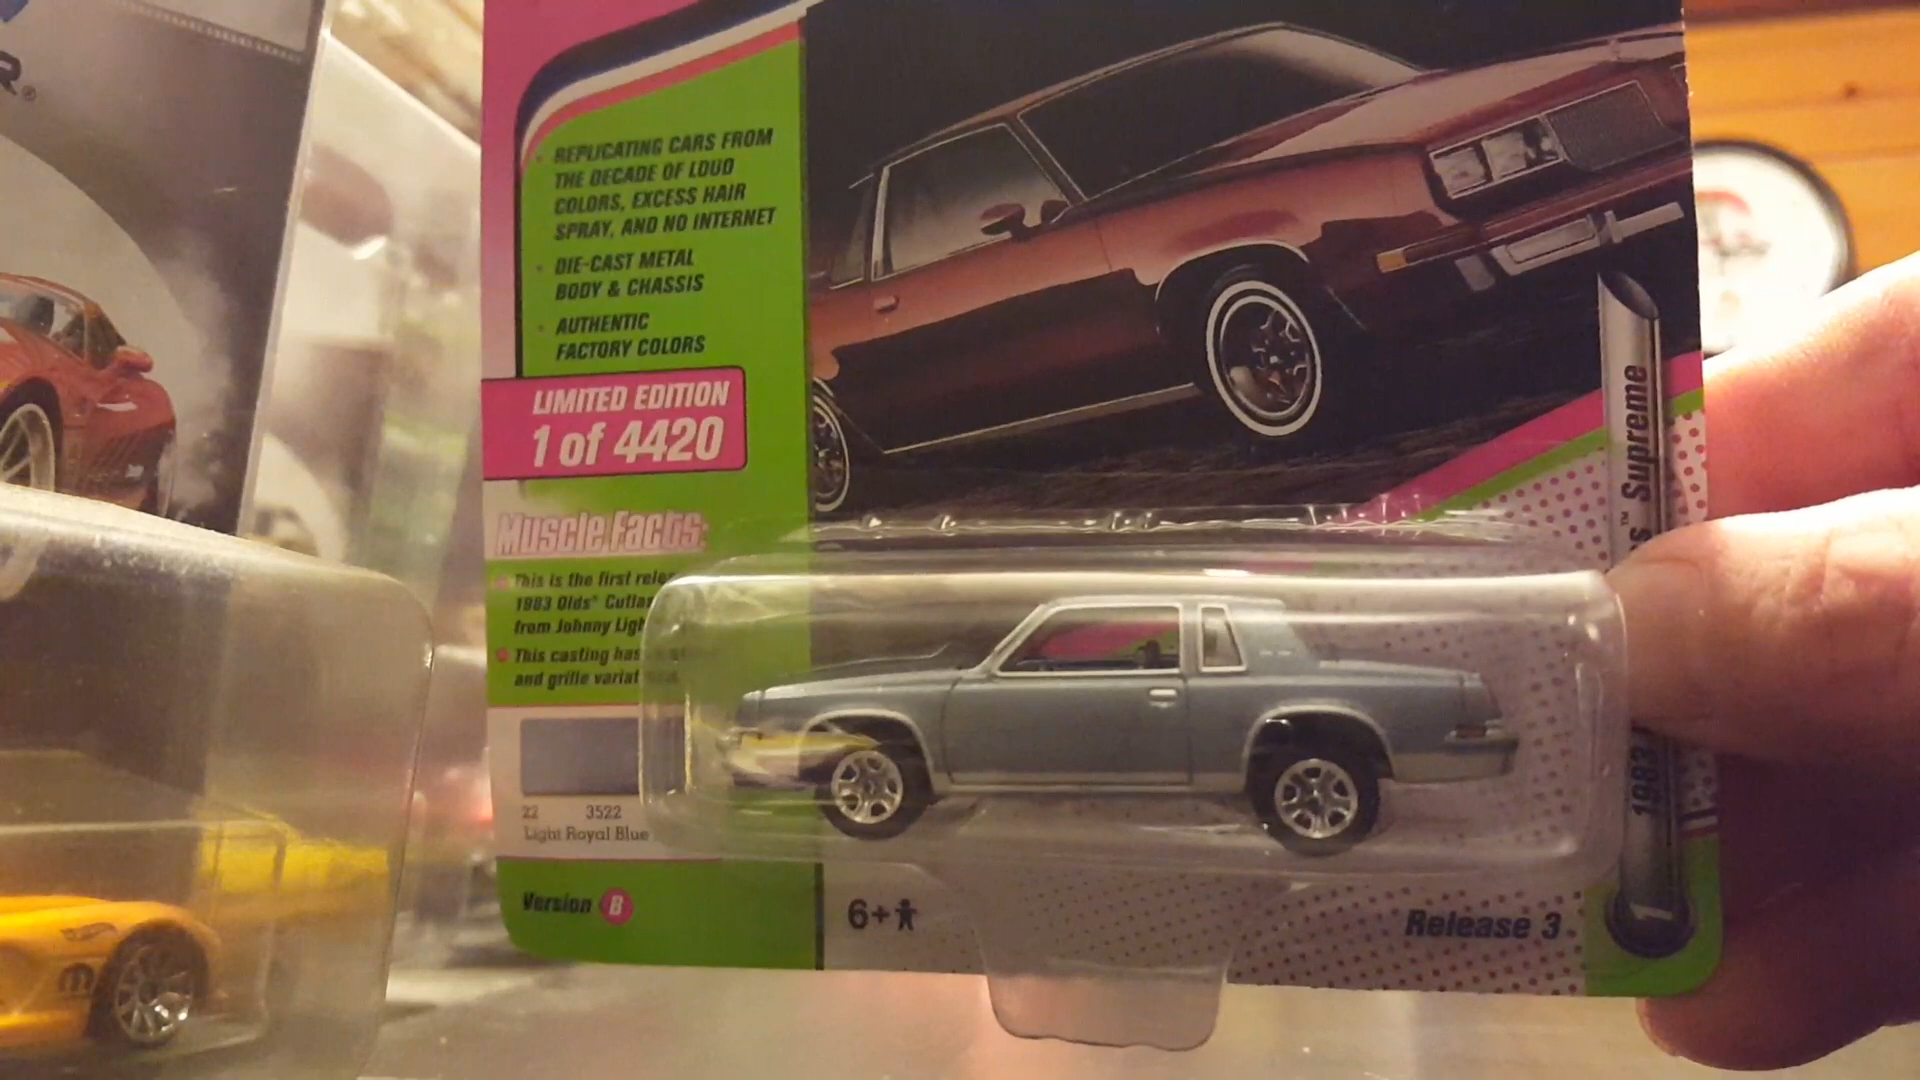 R®
REPLICATING CARS FROM
THE DECADE OF LOUD
COLORS, EXCESS HAIR
SPRAY, AND NO INTERNET
DIE-CAST METAL
BODY & CHASSIS
AUTHENTIC
FACTORY COLORS
LIMITED EDITION
1 of 4420
Muscle Facts:
This is the first
1983 Olds®
from Johnny
This casting has
and grille
22 3522
Light Royal Blue
Version B
6+
Release 3
1
1983
Supreme